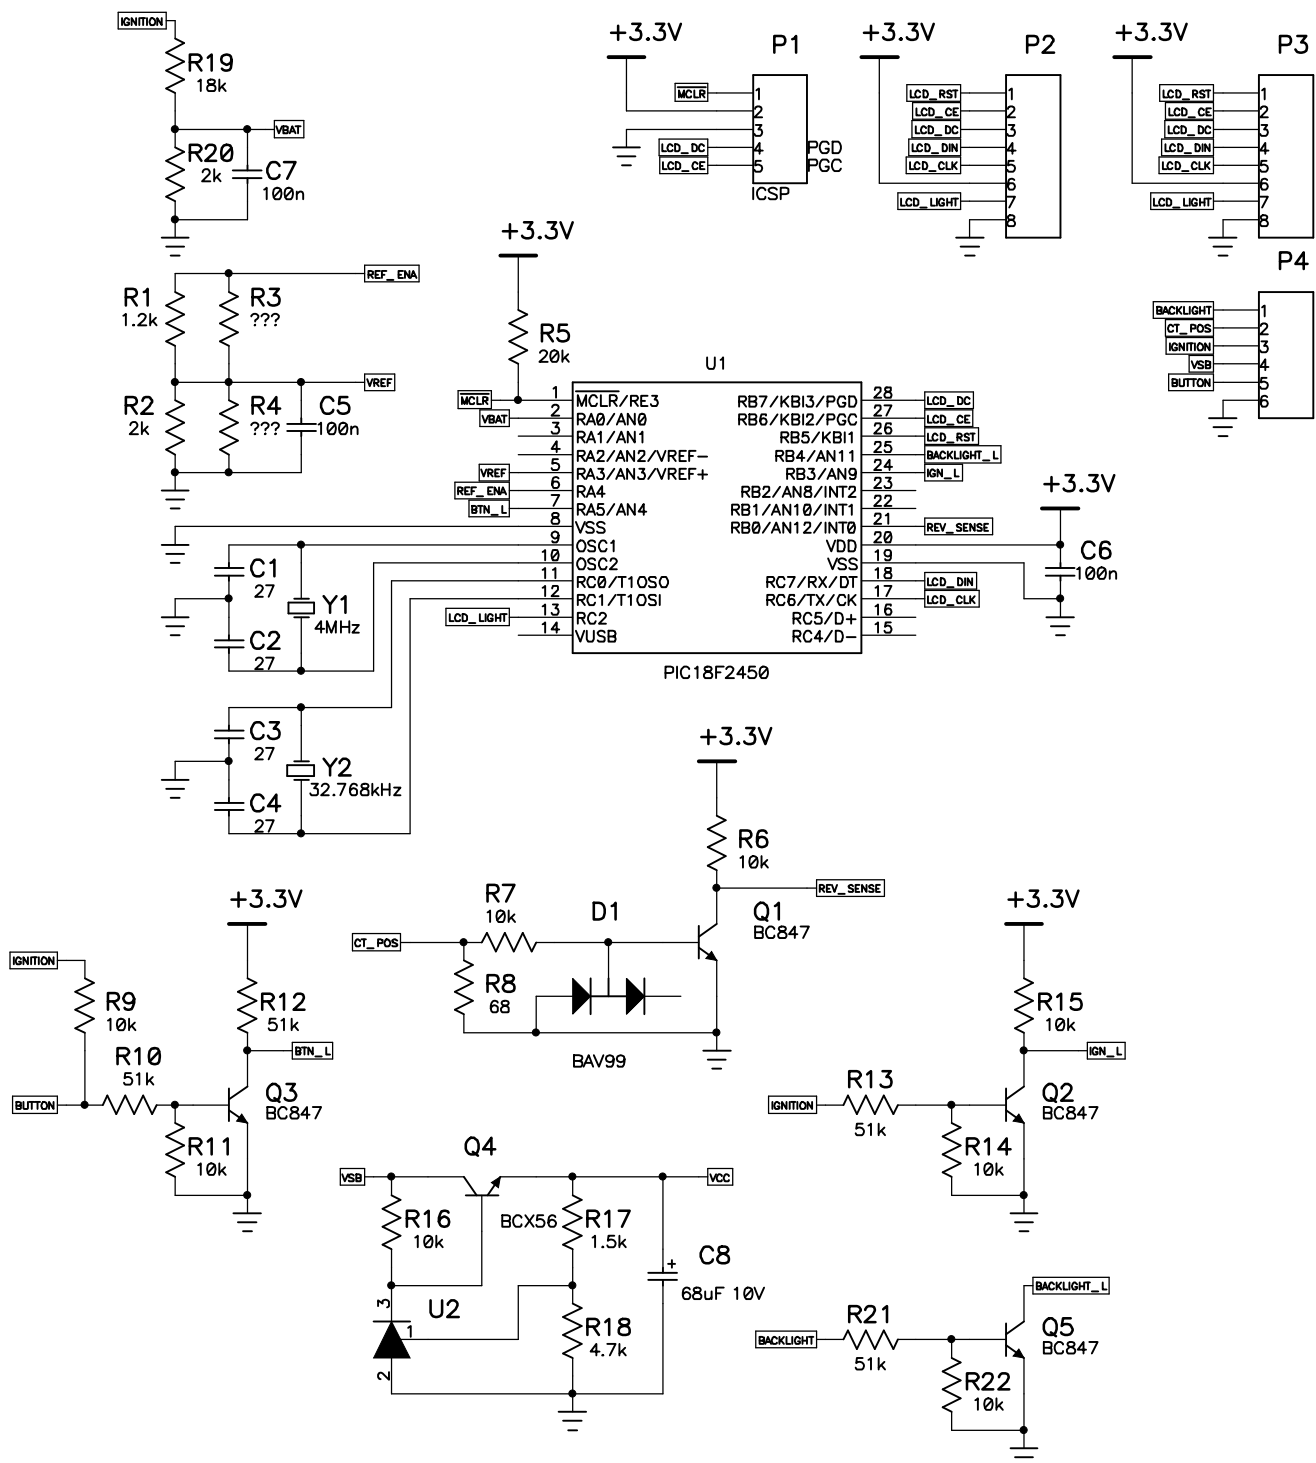 IGNITION
R19
18k
VBAT
R20
2k
C7
100n
+3.3V
P1
MCLR
1
2
3
LCD_DC
4
PGD
LCD_CE
5
PGC
ICSP
+3.3V
P2
LCD_RST
1
LCD_CE
2
LCD_DC
3
LCD_DIN
4
LCD_CLK
5
6
LCD_LIGHT
7
8
+3.3V
P3
LCD_RST
1
LCD_CE
2
LCD_DC
3
LCD_DIN
4
LCD_CLK
5
6
LCD_LIGHT
7
8
P4
BACKLIGHT
1
CT_POS
2
IGNITION
3
VSB
4
BUTTON
5
6
REF_ENA
R1
1.2k
R3
???
VREF
R2
2k
R4
???
C5
100n
+3.3V
R5
20k
U1
MCLR
1
MCLR/RE3
VBAT
2
RA0/AN0
3
RA1/AN1
4
RA2/AN2/VREF-
VREF
5
RA3/AN3/VREF+
REF_ENA
6
RA4
BTN_L
7
RA5/AN4
8
VSS
9
OSC1
10
OSC2
11
RC0/T1OSO
12
RC1/T1OSI
LCD_LIGHT
13
RC2
14
VUSB
RB7/KBI3/PGD
28
LCD_DC
RB6/KBI2/PGC
27
LCD_CE
RB5/KBI1
26
LCD_RST
RB4/AN11
25
BACKLIGHT_L
RB3/AN9
24
IGN_L
RB2/AN8/INT2
23
RB1/AN10/INT1
22
RB0/AN12/INT0
21
REV_SENSE
VDD
20
VSS
19
RC7/RX/DT
18
LCD_DIN
RC6/TX/CK
17
LCD_CLK
RC5/D+
16
RC4/D-
15
PIC18F2450
+3.3V
C6
100n
C1
27
Y1
4MHz
C2
27
C3
27
Y2
32.768kHz
C4
27
+3.3V
R6
10k
REV_SENSE
Q1
BC847
CT_POS
R7
10k
D1
R8
68
BAV99
+3.3V
IGNITION
R9
10k
R12
51k
BTN_L
R10
51k
BUTTON
Q3
BC847
R11
10k
+3.3V
R15
10k
IGN_L
IGNITION
R13
51k
Q2
BC847
R14
10k
Q4
VSB
VCC
R16
10k
BCX56
R17
1.5k
C8
+
68uF 10V
3
U2
1
2
R18
4.7k
BACKLIGHT_L
BACKLIGHT
R21
51k
Q5
BC847
R22
10k